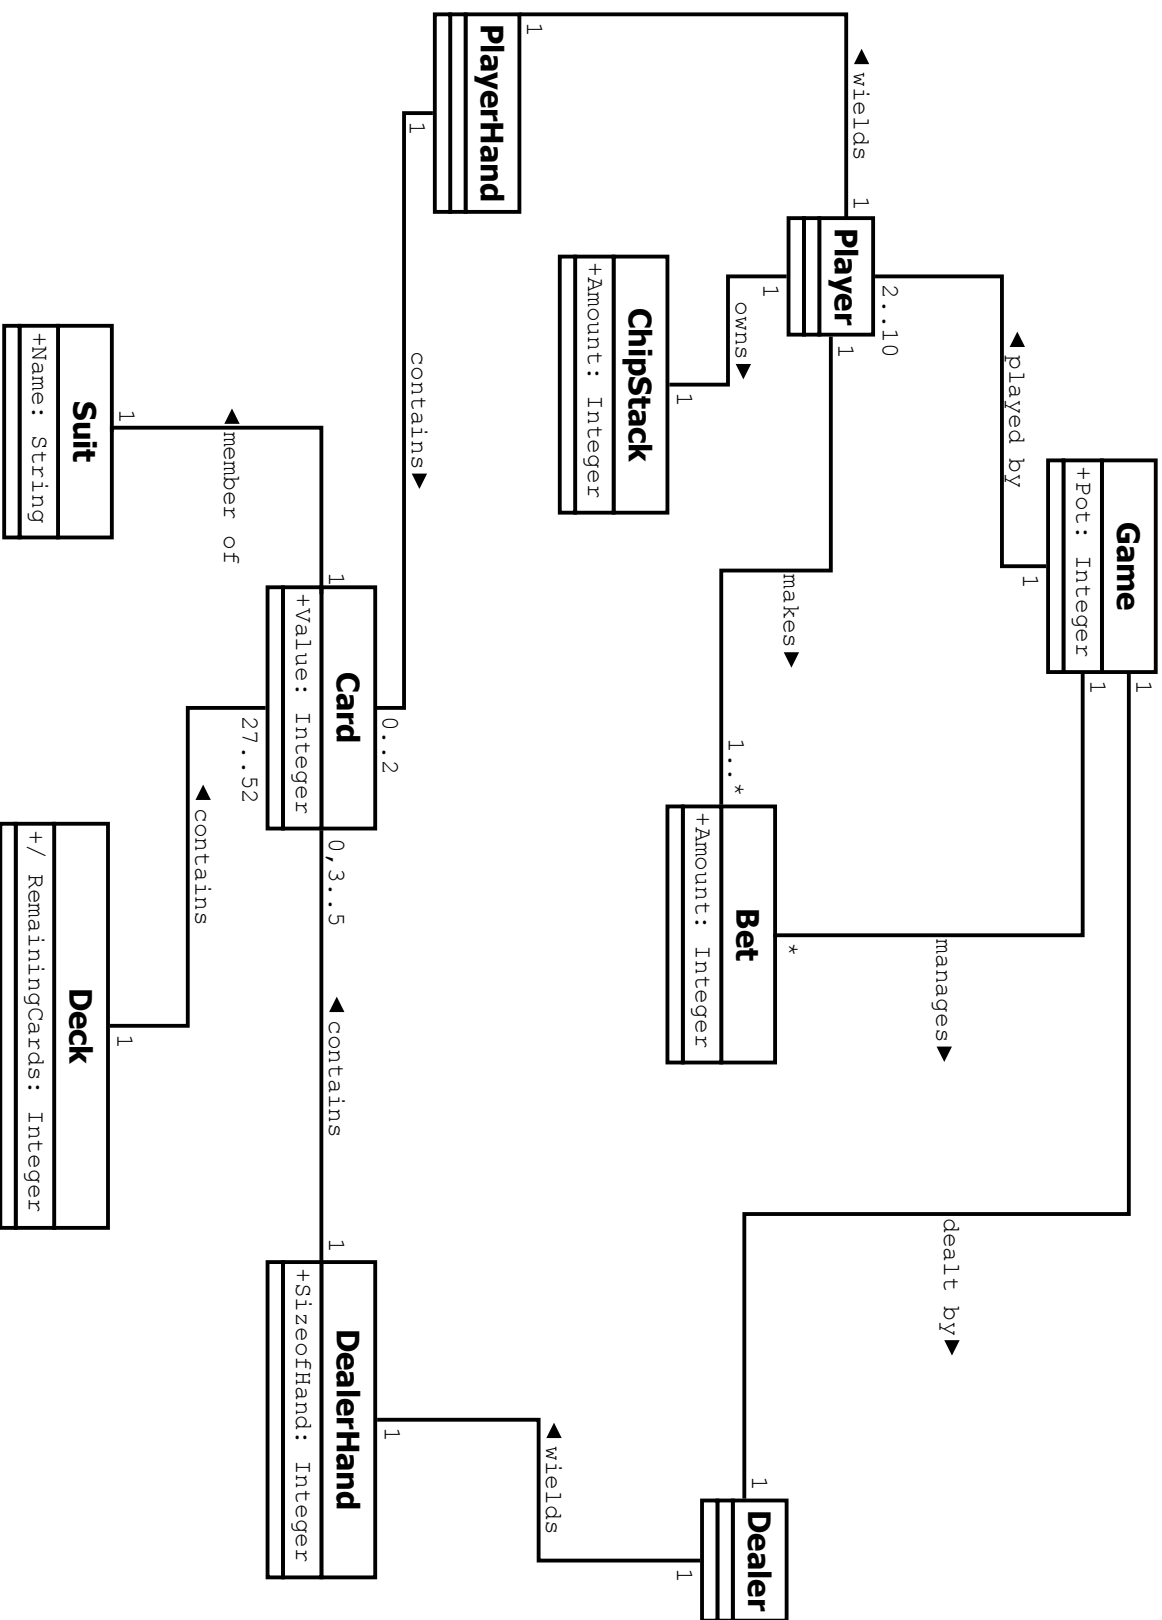 Game
+Pot: Integer
1
1
1
◀ played by
manages▶
dealt by▶
2..10
◀ wields
1
Player
1
1
owns▶
makes▶
*
1
Dealer
1
1..*
Bet
+Amount: Integer
1
ChipStack
+Amount: Integer
◀ wields
1
PlayerHand
1
contains▶
0..2
1
DealerHand
+SizeofHand: Integer
1
◀ contains
0,3..5
Card
+Value: Integer
1
27..52
◀ member of
◀ contains
1
Suit
+Name: String
1
Deck
+/ RemainingCards: Integer